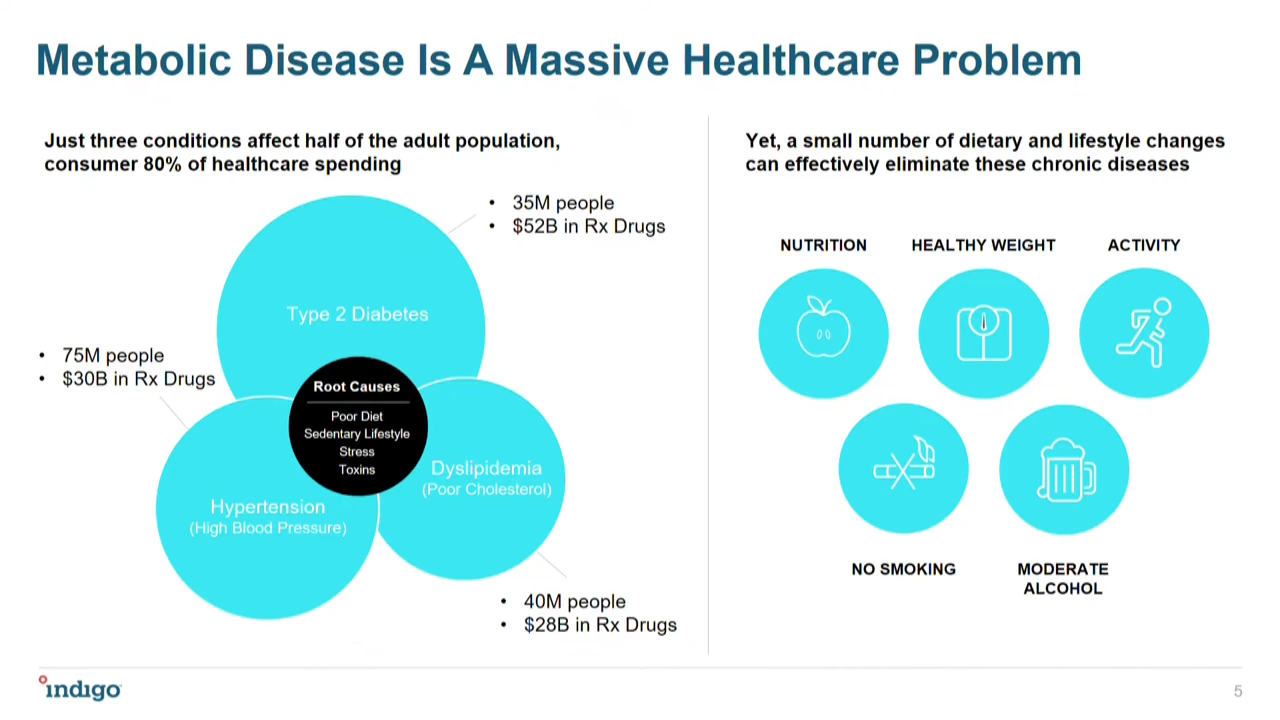 Metabolic Disease Is A Massive Healthcare Problem
Just three conditions affect half of the adult population,
consumer 80% of healthcare spending
• 35M people
• $52B in Rx Drugs
Type 2 Diabetes
• 75M people
• $30B in Rx Drugs
Root Causes
Poor Diet
Sedentary Lifestyle
Stress
Toxins
Dyslipidemia
(Poor Cholesterol)
Hypertension
(High Blood Pressure)
• 40M people
• $28B in Rx Drugs
Yet, a small number of dietary and lifestyle changes
can effectively eliminate these chronic diseases
NUTRITION
HEALTHY WEIGHT
ACTIVITY
NO SMOKING
MODERATE
ALCOHOL
indigo
5